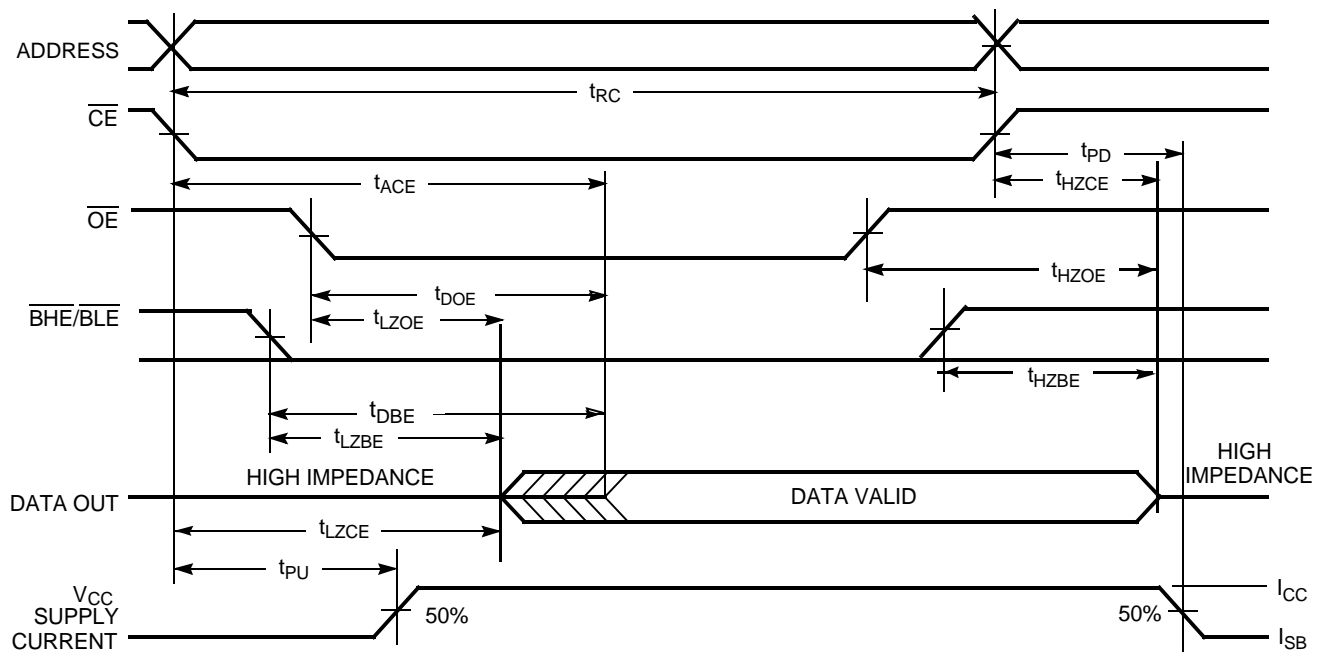 ADDRESS
tRC
CE
tPD
tACE
tHZCE
OE
tHZOE
tDOE
BHE/BLE
tLZOE
tHZBE
tDBE
tLZBE
HIGH IMPEDANCE
HIGH
IMPEDANCE
DATA OUT
DATA VALID
tLZCE
tPU
VCC
SUPPLY
CURRENT
50%
50%
ICC
ISB